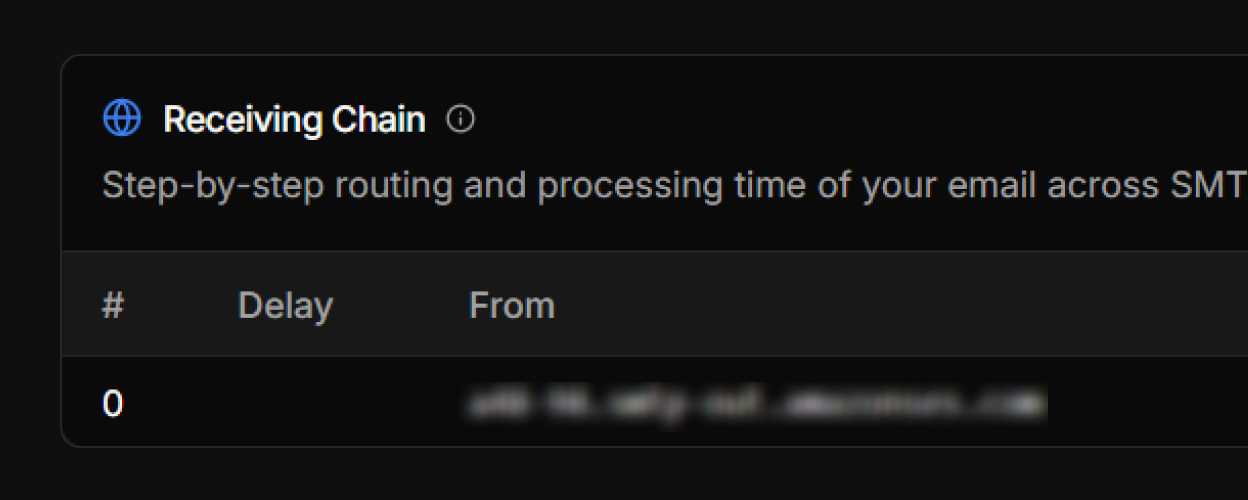 Receiving Chain
Step-by-step routing and processing time of your email across SMT
# Delay From
0